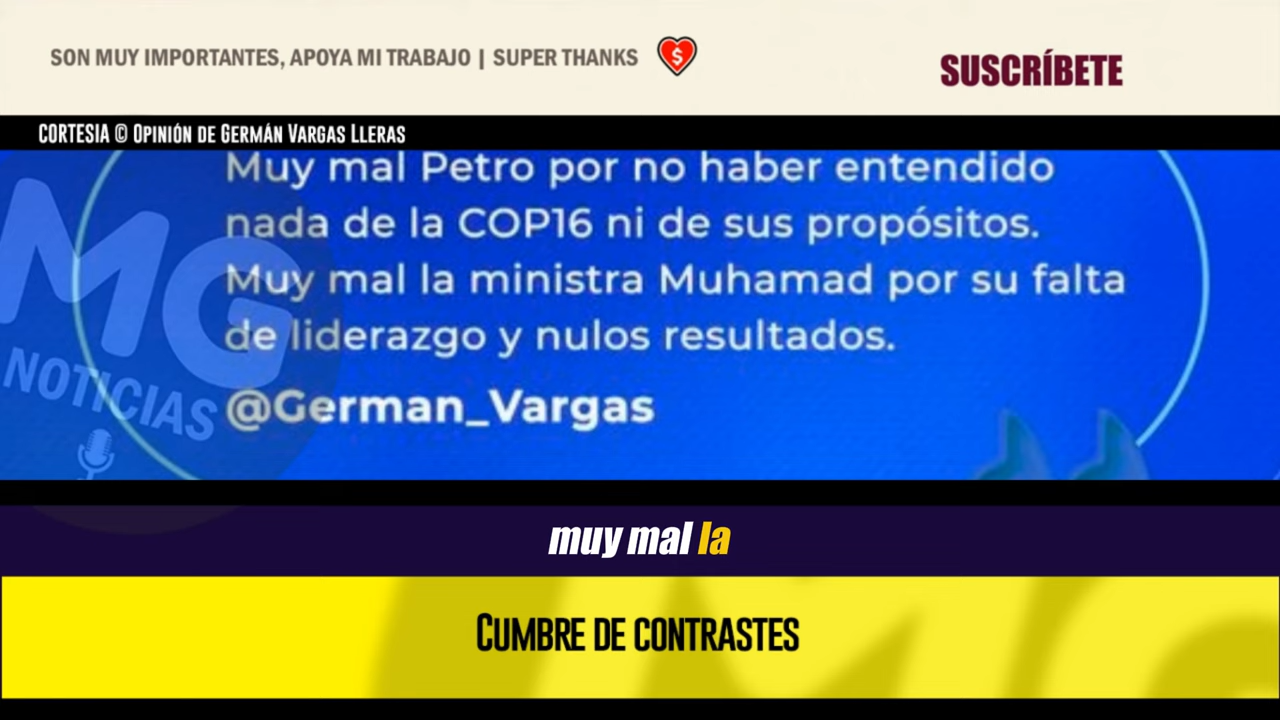 SON MUY IMPORTANTES, APOYA MI TRABAJO | SUPER THANKS
SUSCRÍBETE
CORTESIA © OPINIÓN DE GERMÁN VARGAS LLERAS
Muy mal Petro por no haber entendido
nada de la COP16 ni de sus propósitos.
Muy mal la ministra Muhamad por su falta
de liderazgo y nulos resultados.
@German_Vargas
MG
NOTICIAS
muy mal la
CUMBRE DE CONTRASTES